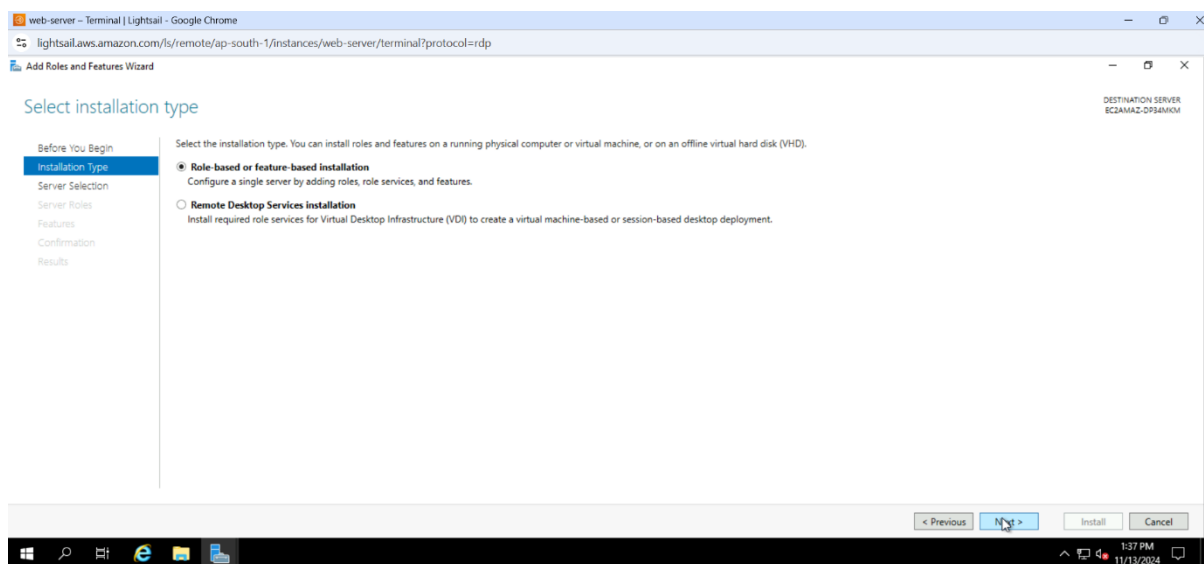 web-server – Terminal | Lightsail - Google Chrome
lightsail.aws.amazon.com/ls/remote/ap-south-1/instances/web-server/terminal?protocol=rdp
Add Roles and Features Wizard
Select installation type
DESTINATION SERVER
EC2AMAZ-DP34MKM
Before You Begin
Installation Type
Server Selection
Server Roles
Features
Confirmation
Results
Select the installation type. You can install roles and features on a running physical computer or virtual machine, or on an offline virtual hard disk (VHD).
Role-based or feature-based installation
Configure a single server by adding roles, role services, and features.
Remote Desktop Services installation
Install required role services for Virtual Desktop Infrastructure (VDI) to create a virtual machine-based or session-based desktop deployment.
< Previous Next > Install Cancel
1:37 PM
11/13/2024